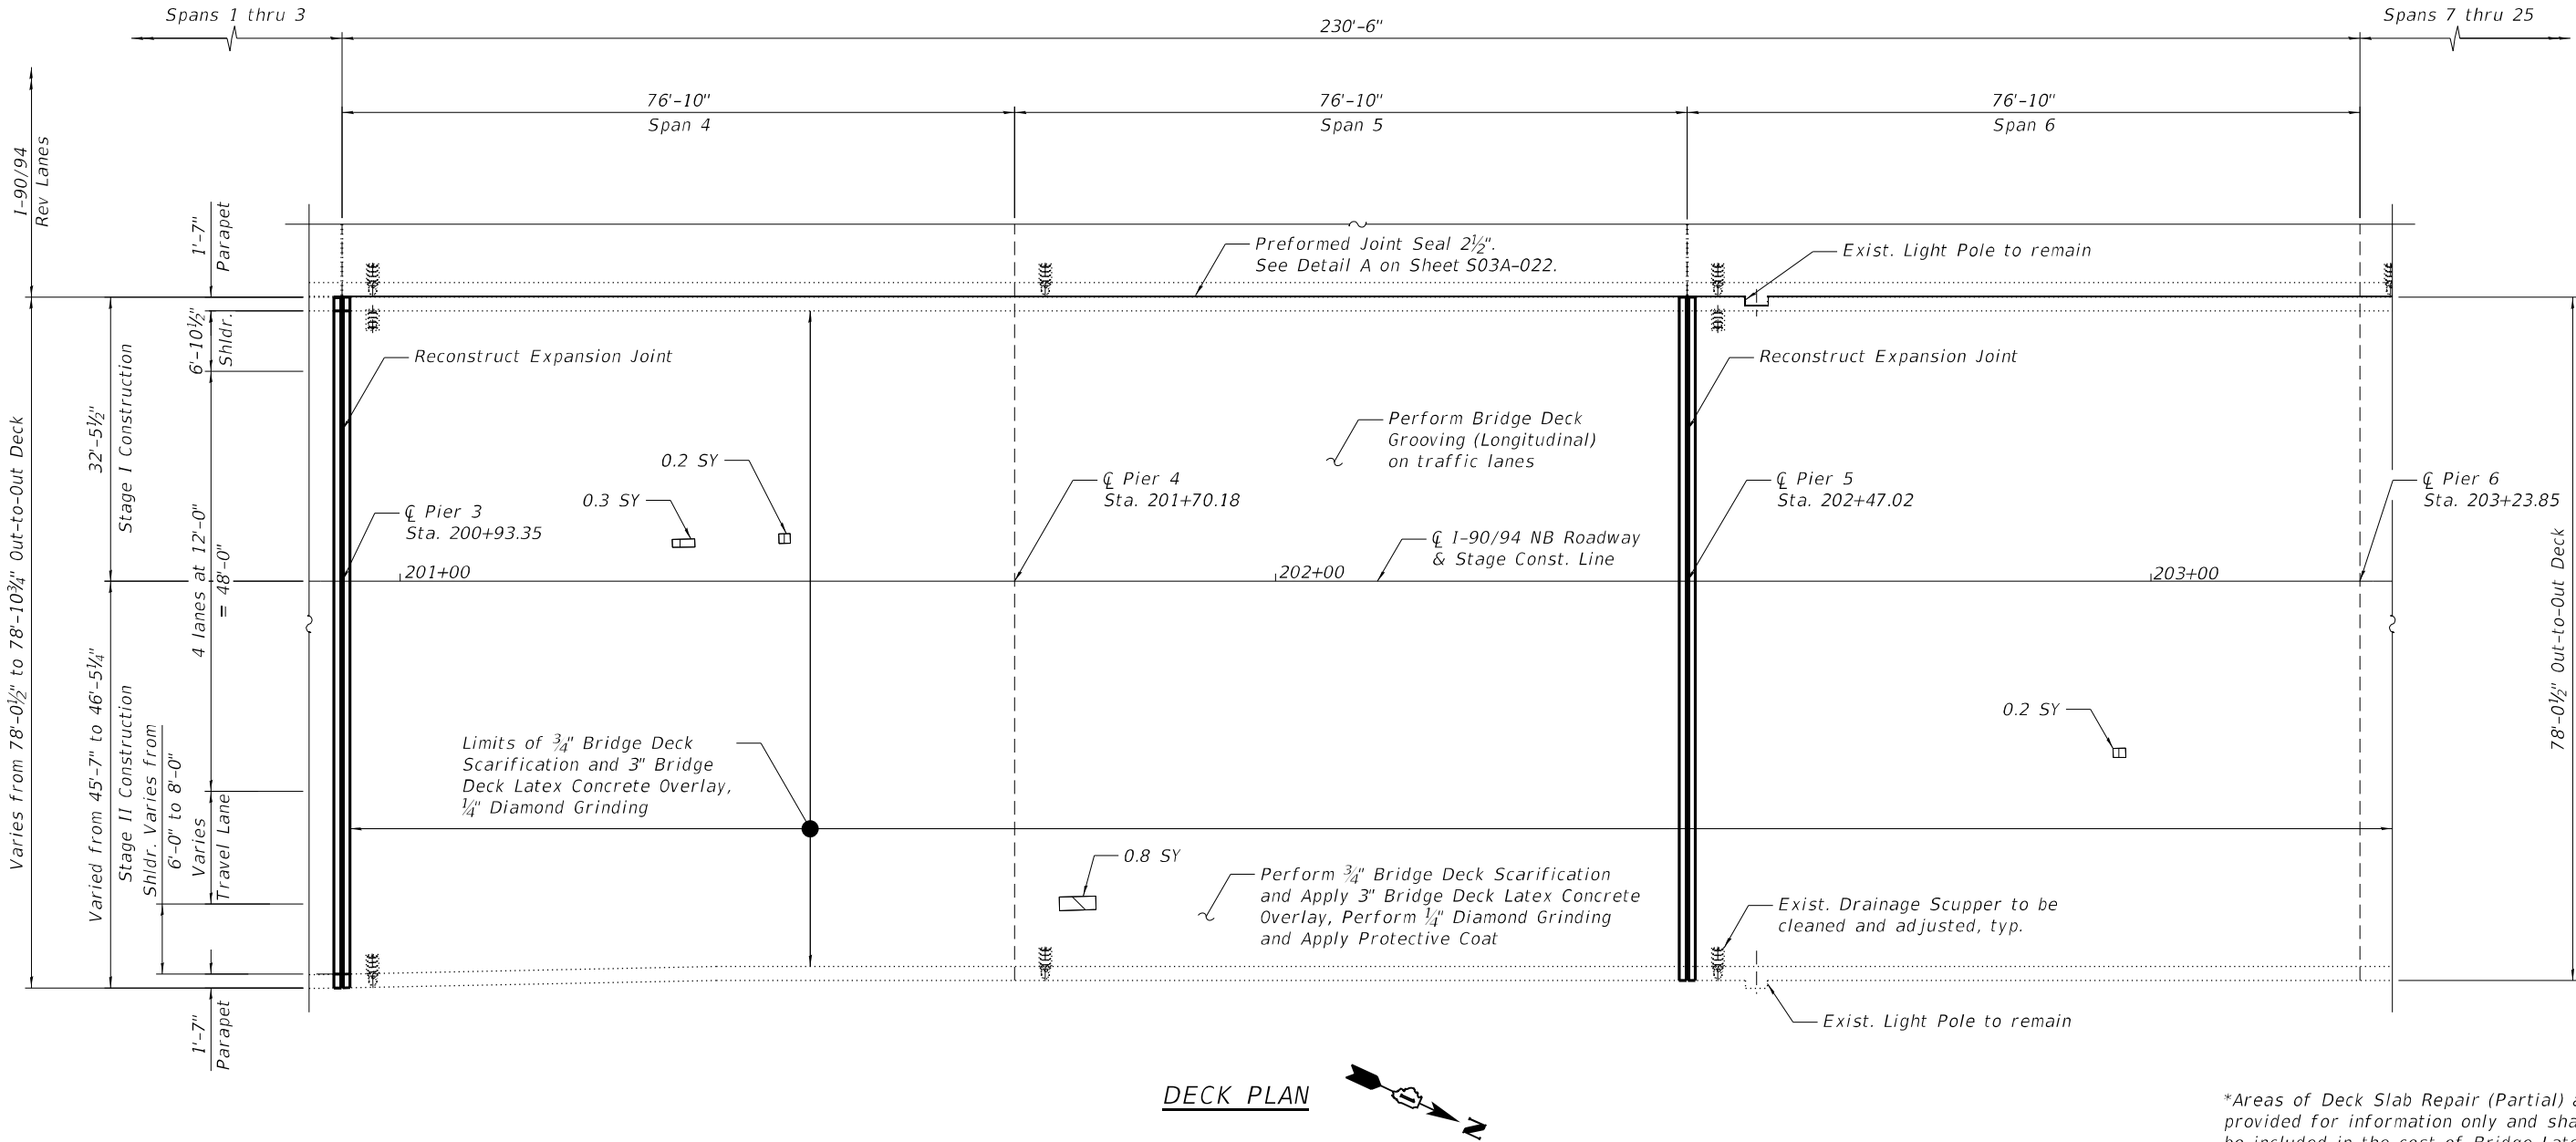 Spans 1 thru 3
230'-6"
Spans 7 thru 25
76'-10"
Span 4
76'-10"
Span 5
76'-10"
Span 6
I-90/94
Rev Lanes
1'-7"
Parapet
Preformed Joint Seal 2½".
See Detail A on Sheet S03A-022.
Exist. Light Pole to remain
6'-10½"
Shldr.
Reconstruct Expansion Joint
Reconstruct Expansion Joint
32'-5½"
Stage I Construction
Varies from 78'-0½" to 78'-10¾" Out-to-Out Deck
4 lanes at 12'-0"
= 48'-0"
Perform Bridge Deck
Grooving (Longitudinal)
on traffic lanes
0.2 SY
0.3 SY
℄ Pier 3
Sta. 200+93.35
℄ Pier 4
Sta. 201+70.18
℄ Pier 5
Sta. 202+47.02
℄ Pier 6
Sta. 203+23.85
℄ I-90/94 NB Roadway
& Stage Const. Line
201+00
202+00
203+00
78'-0½" Out-to-Out Deck
Varied from 45'-7" to 46'-5¼"
Stage II Construction
Shldr. Varies from
6'-0" to 8'-0"
Varies
Travel Lane
0.2 SY
Limits of ¾" Bridge Deck
Scarification and 3" Bridge
Deck Latex Concrete Overlay,
¼" Diamond Grinding
0.8 SY
Perform ¾" Bridge Deck Scarification
and Apply 3" Bridge Deck Latex Concrete
Overlay, Perform ¼" Diamond Grinding
and Apply Protective Coat
Exist. Drainage Scupper to be
cleaned and adjusted, typ.
1'-7"
Parapet
Exist. Light Pole to remain
DECK PLAN
N
*Areas of Deck Slab Repair (Partial)
provided for information only and
be included in the cost of Bridge